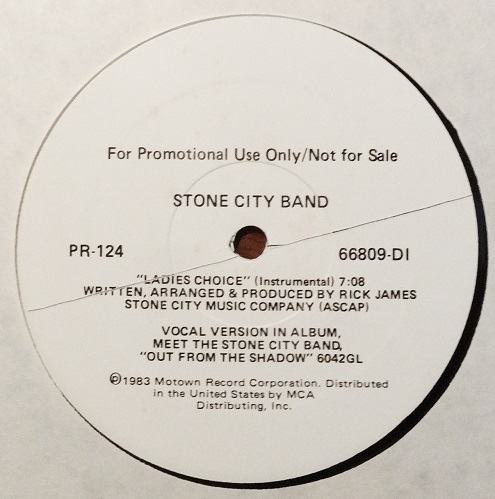 For Promotional Use Only/Not for Sale
STONE CITY BAND
PR-124 66809-DI
"LADIES CHOICE" (Instrumental) 7:08
WRITTEN, ARRANGED & PRODUCED BY RICK JAMES
STONE CITY MUSIC COMPANY (ASCAP)
VOCAL VERSION IN ALBUM,
MEET THE STONE CITY BAND,
"OUT FROM THE SHADOW" 6042GL
℗1983 Motown Record Corporation. Distributed
in the United States by MCA
Distributing, Inc.